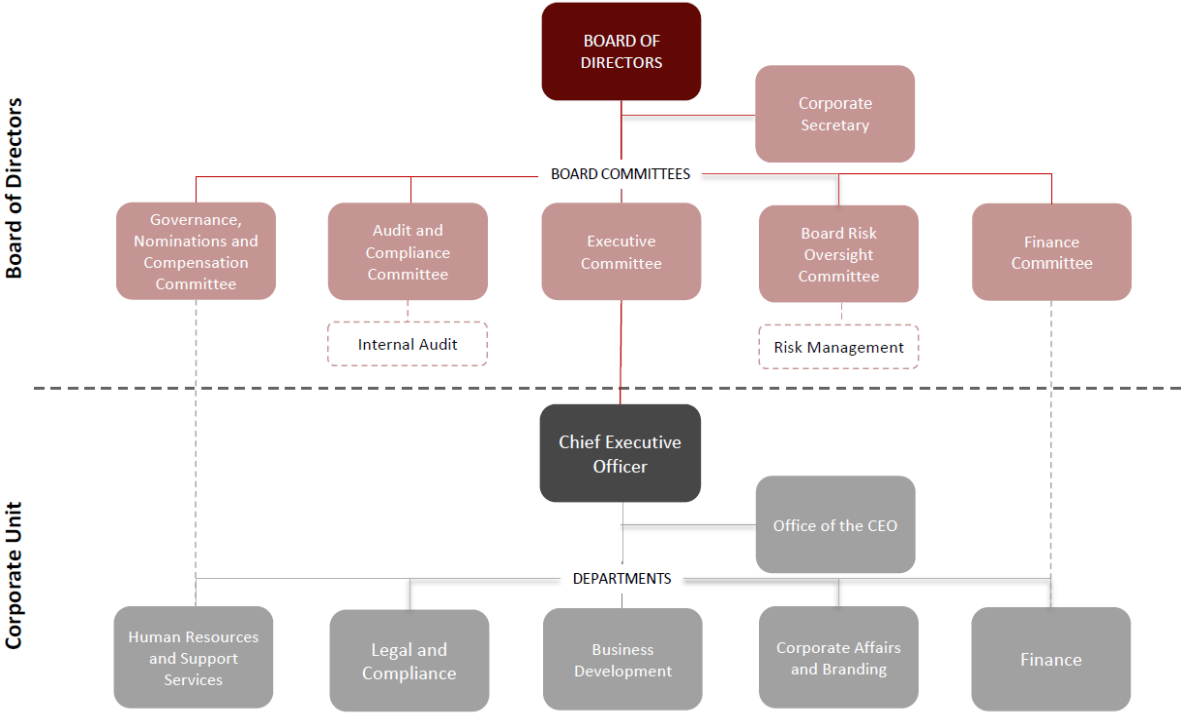 BOARD OF
DIRECTORS
Corporate
Secretary
Board of Directors
BOARD COMMITTEES
Governance,
Nominations and
Compensation
Committee
Audit and
Compliance
Committee
Executive
Committee
Board Risk
Oversight
Committee
Finance
Committee
Internal Audit
Risk Management
Chief Executive
Officer
Corporate Unit
Office of the CEO
DEPARTMENTS
Human Resources
and Support
Services
Legal and
Compliance
Business
Development
Corporate Affairs
and Branding
Finance